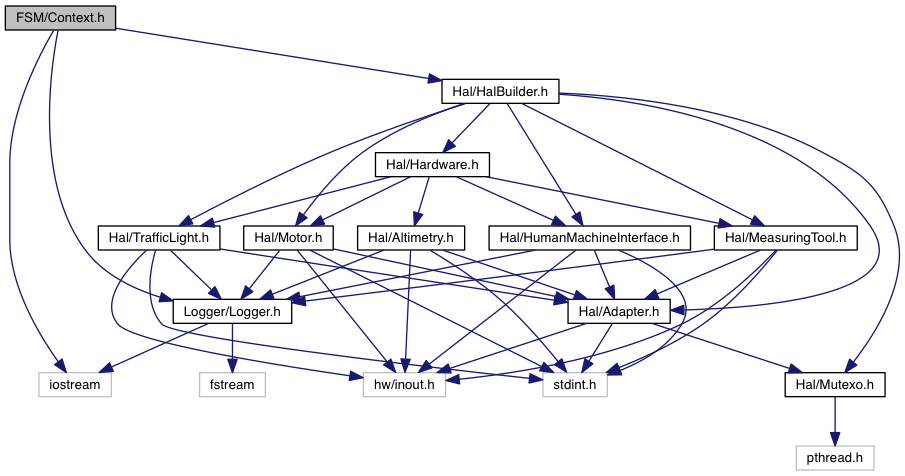 FSM/Context.h
Hal/HalBuilder.h
Hal/Hardware.h
Hal/TrafficLight.h
Hal/Motor.h
Hal/Altimetry.h
Hal/HumanMachineInterface.h
Hal/MeasuringTool.h
Logger/Logger.h
Hal/Adapter.h
iostream
fstream
hw/inout.h
stdint.h
Hal/Mutexo.h
pthread.h